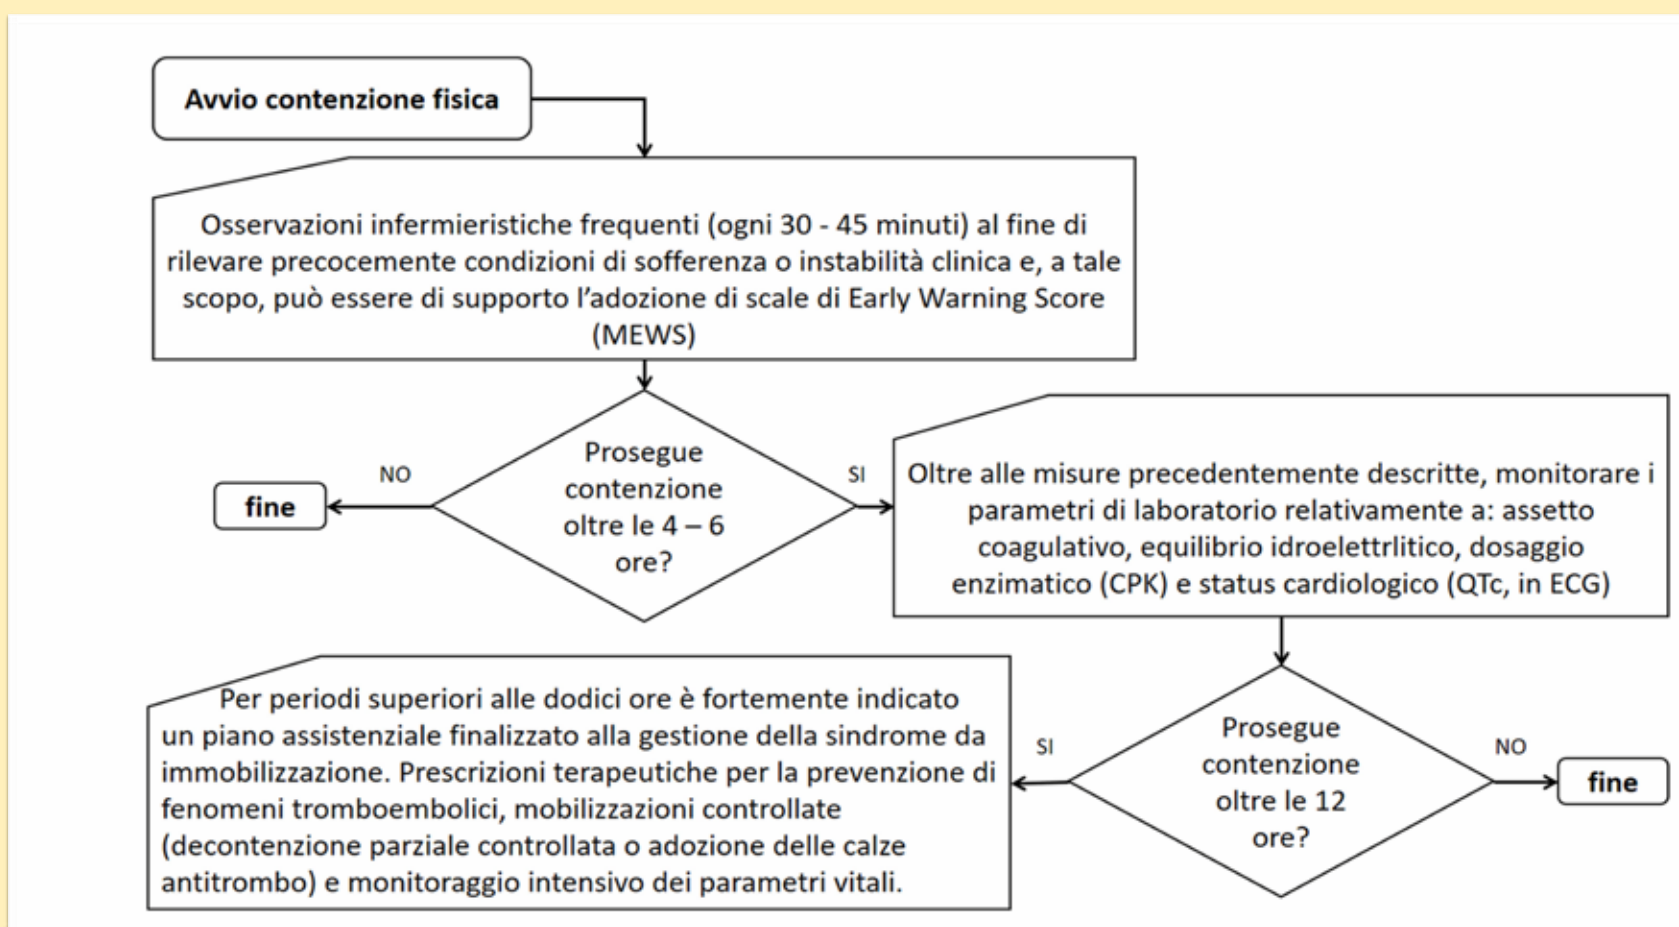 Avvio contenzione fisica
Osservazioni infermieristiche frequenti (ogni 30 - 45 minuti) al fine di
rilevare precocemente condizioni di sofferenza o instabilità clinica e, a tale
scopo, può essere di supporto l'adozione di scale di Early Warning Score
(MEWS)
Prosegue
contenzione
oltre le 4 – 6
ore?
NO
fine
SI
Oltre alle misure precedentemente descritte, monitorare i
parametri di laboratorio relativamente a: assetto
coagulativo, equilibrio idroelettrlitico, dosaggio
enzimatico (CPK) e status cardiologico (QTc, in ECG)
Prosegue
contenzione
oltre le 12
ore?
NO
fine
SI
Per periodi superiori alle dodici ore è fortemente indicato
un piano assistenziale finalizzato alla gestione della sindrome da
immobilizzazione. Prescrizioni terapeutiche per la prevenzione di
fenomeni tromboembolici, mobilizzazioni controllate
(decontenzione parziale controllata o adozione delle calze
antitrombo) e monitoraggio intensivo dei parametri vitali.